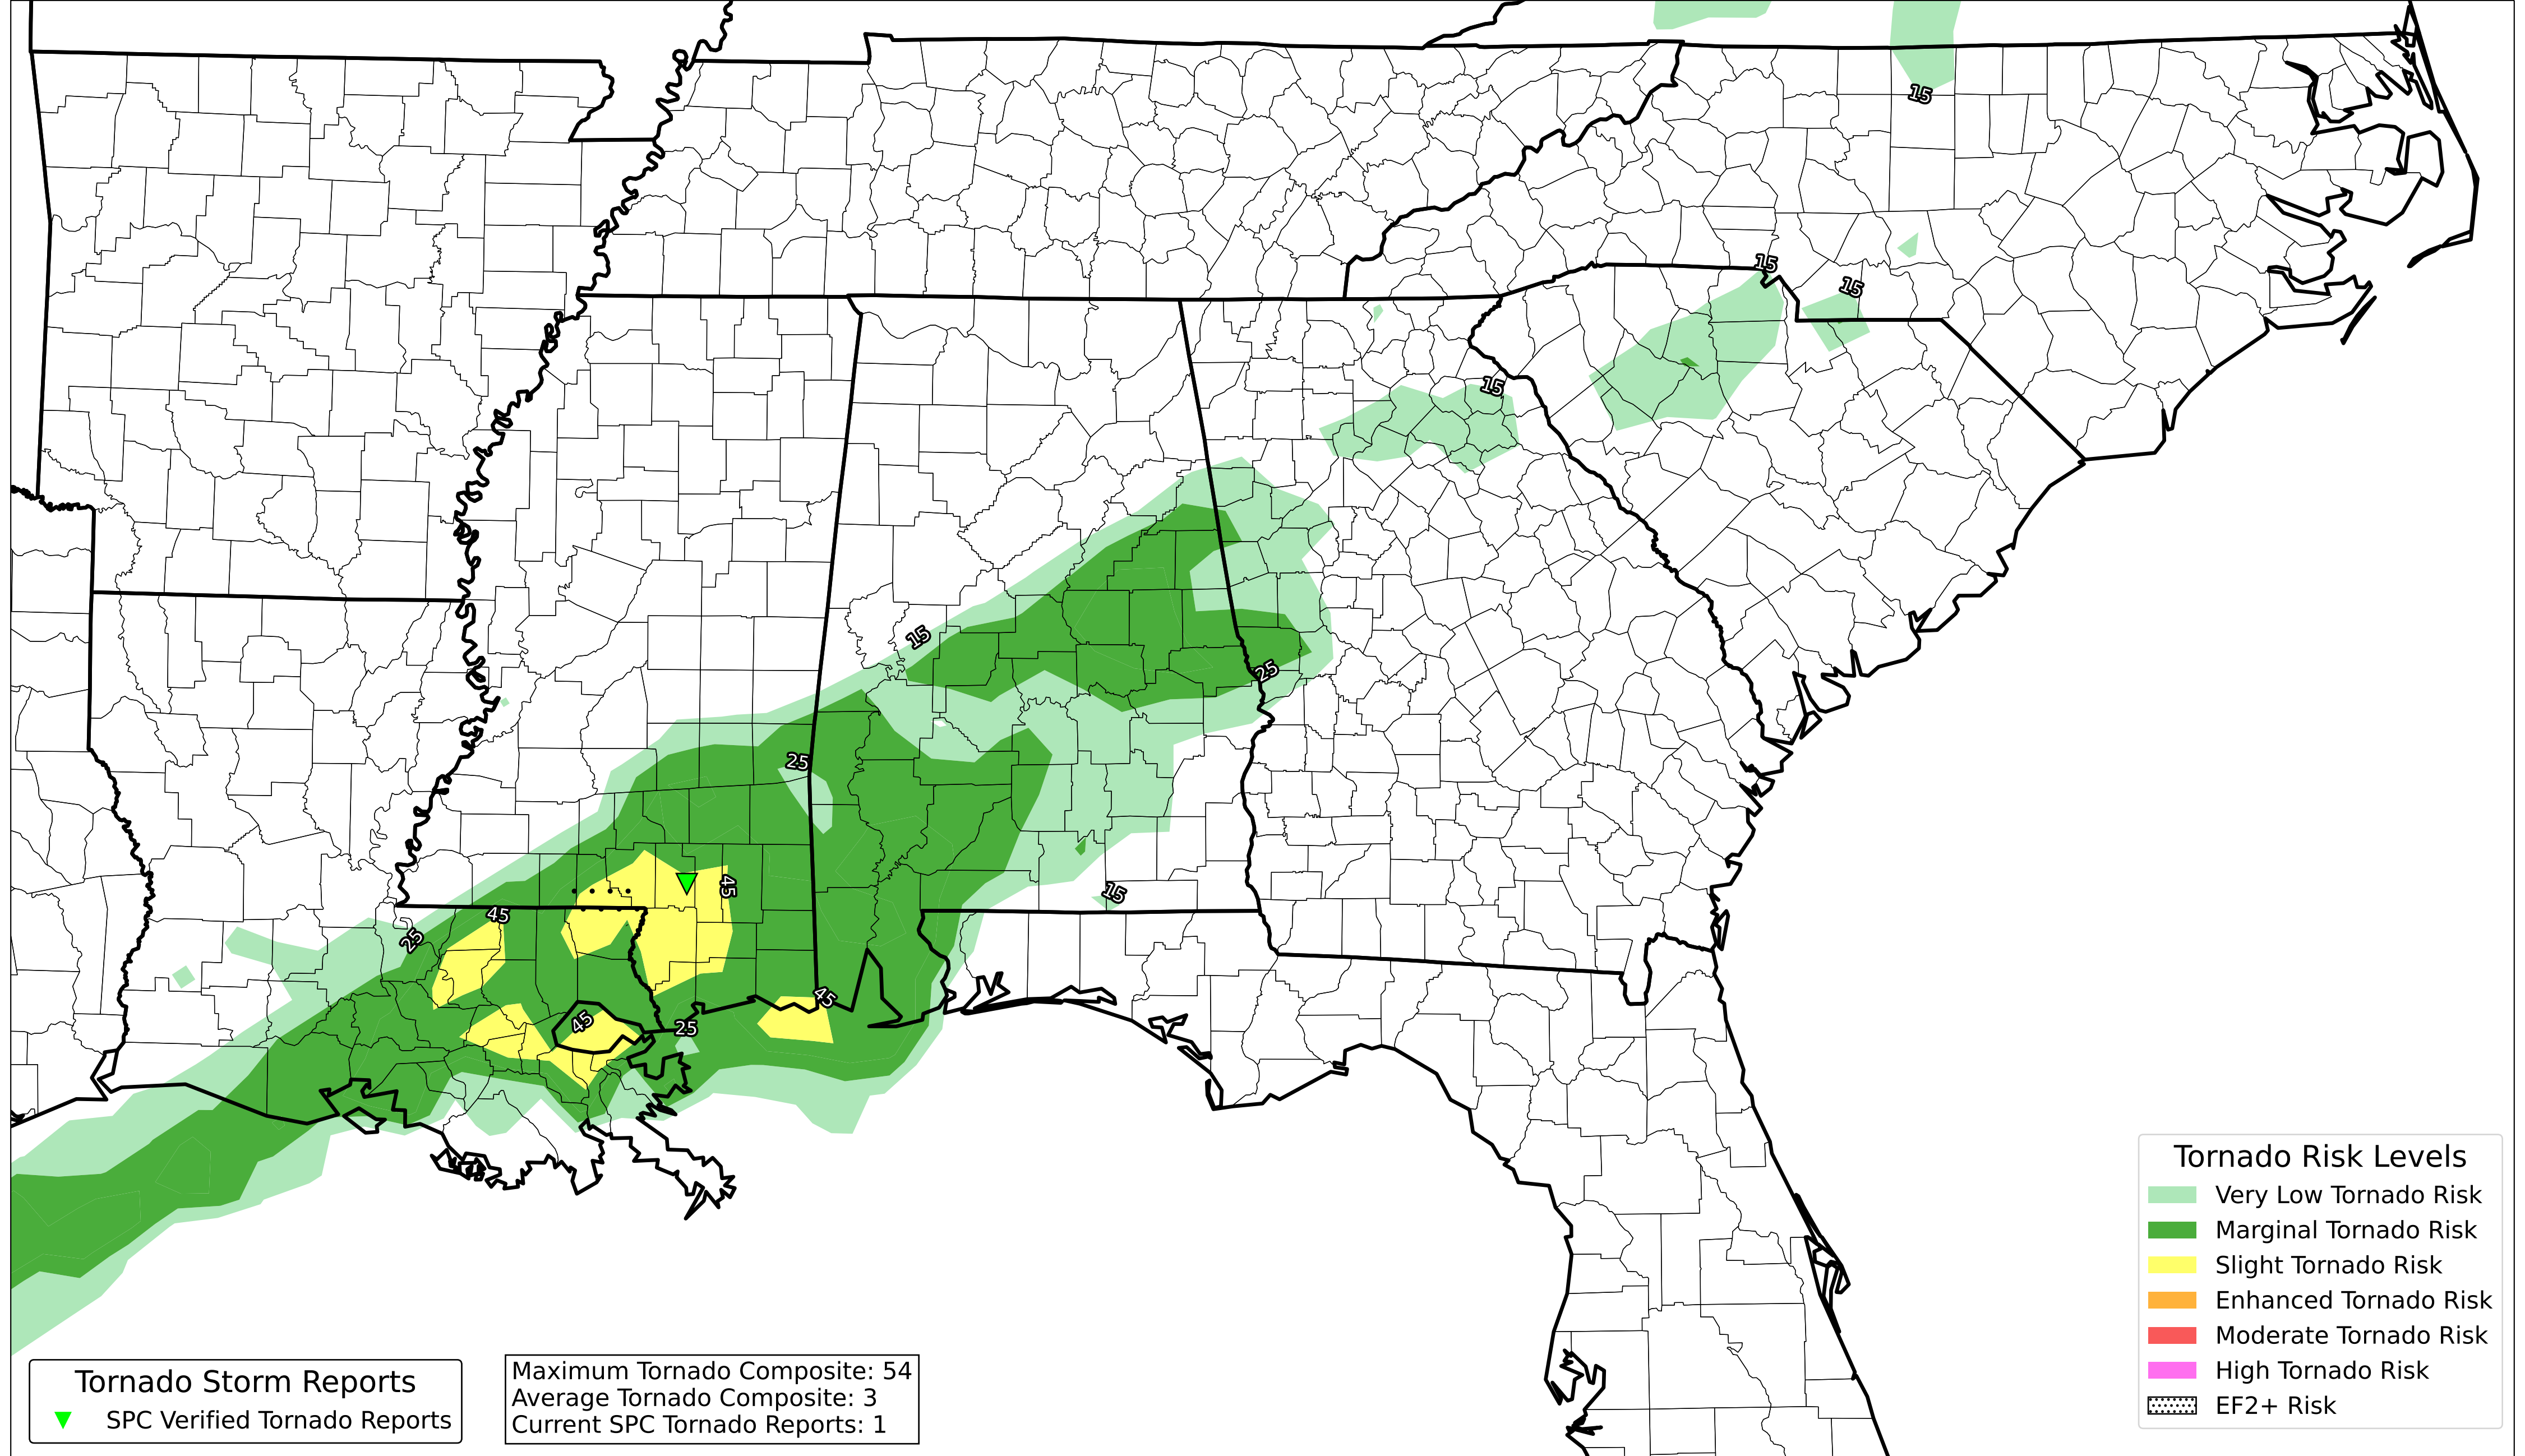 15
15
15
15
15
25
25
45
45
15
25
45
45
25
Tornado Risk Levels
Very Low Tornado Risk
Marginal Tornado Risk
Slight Tornado Risk
Enhanced Tornado Risk
Moderate Tornado Risk
High Tornado Risk
EF2+ Risk
Tornado Storm Reports
SPC Verified Tornado Reports
Maximum Tornado Composite: 54
Average Tornado Composite: 3
Current SPC Tornado Reports: 1